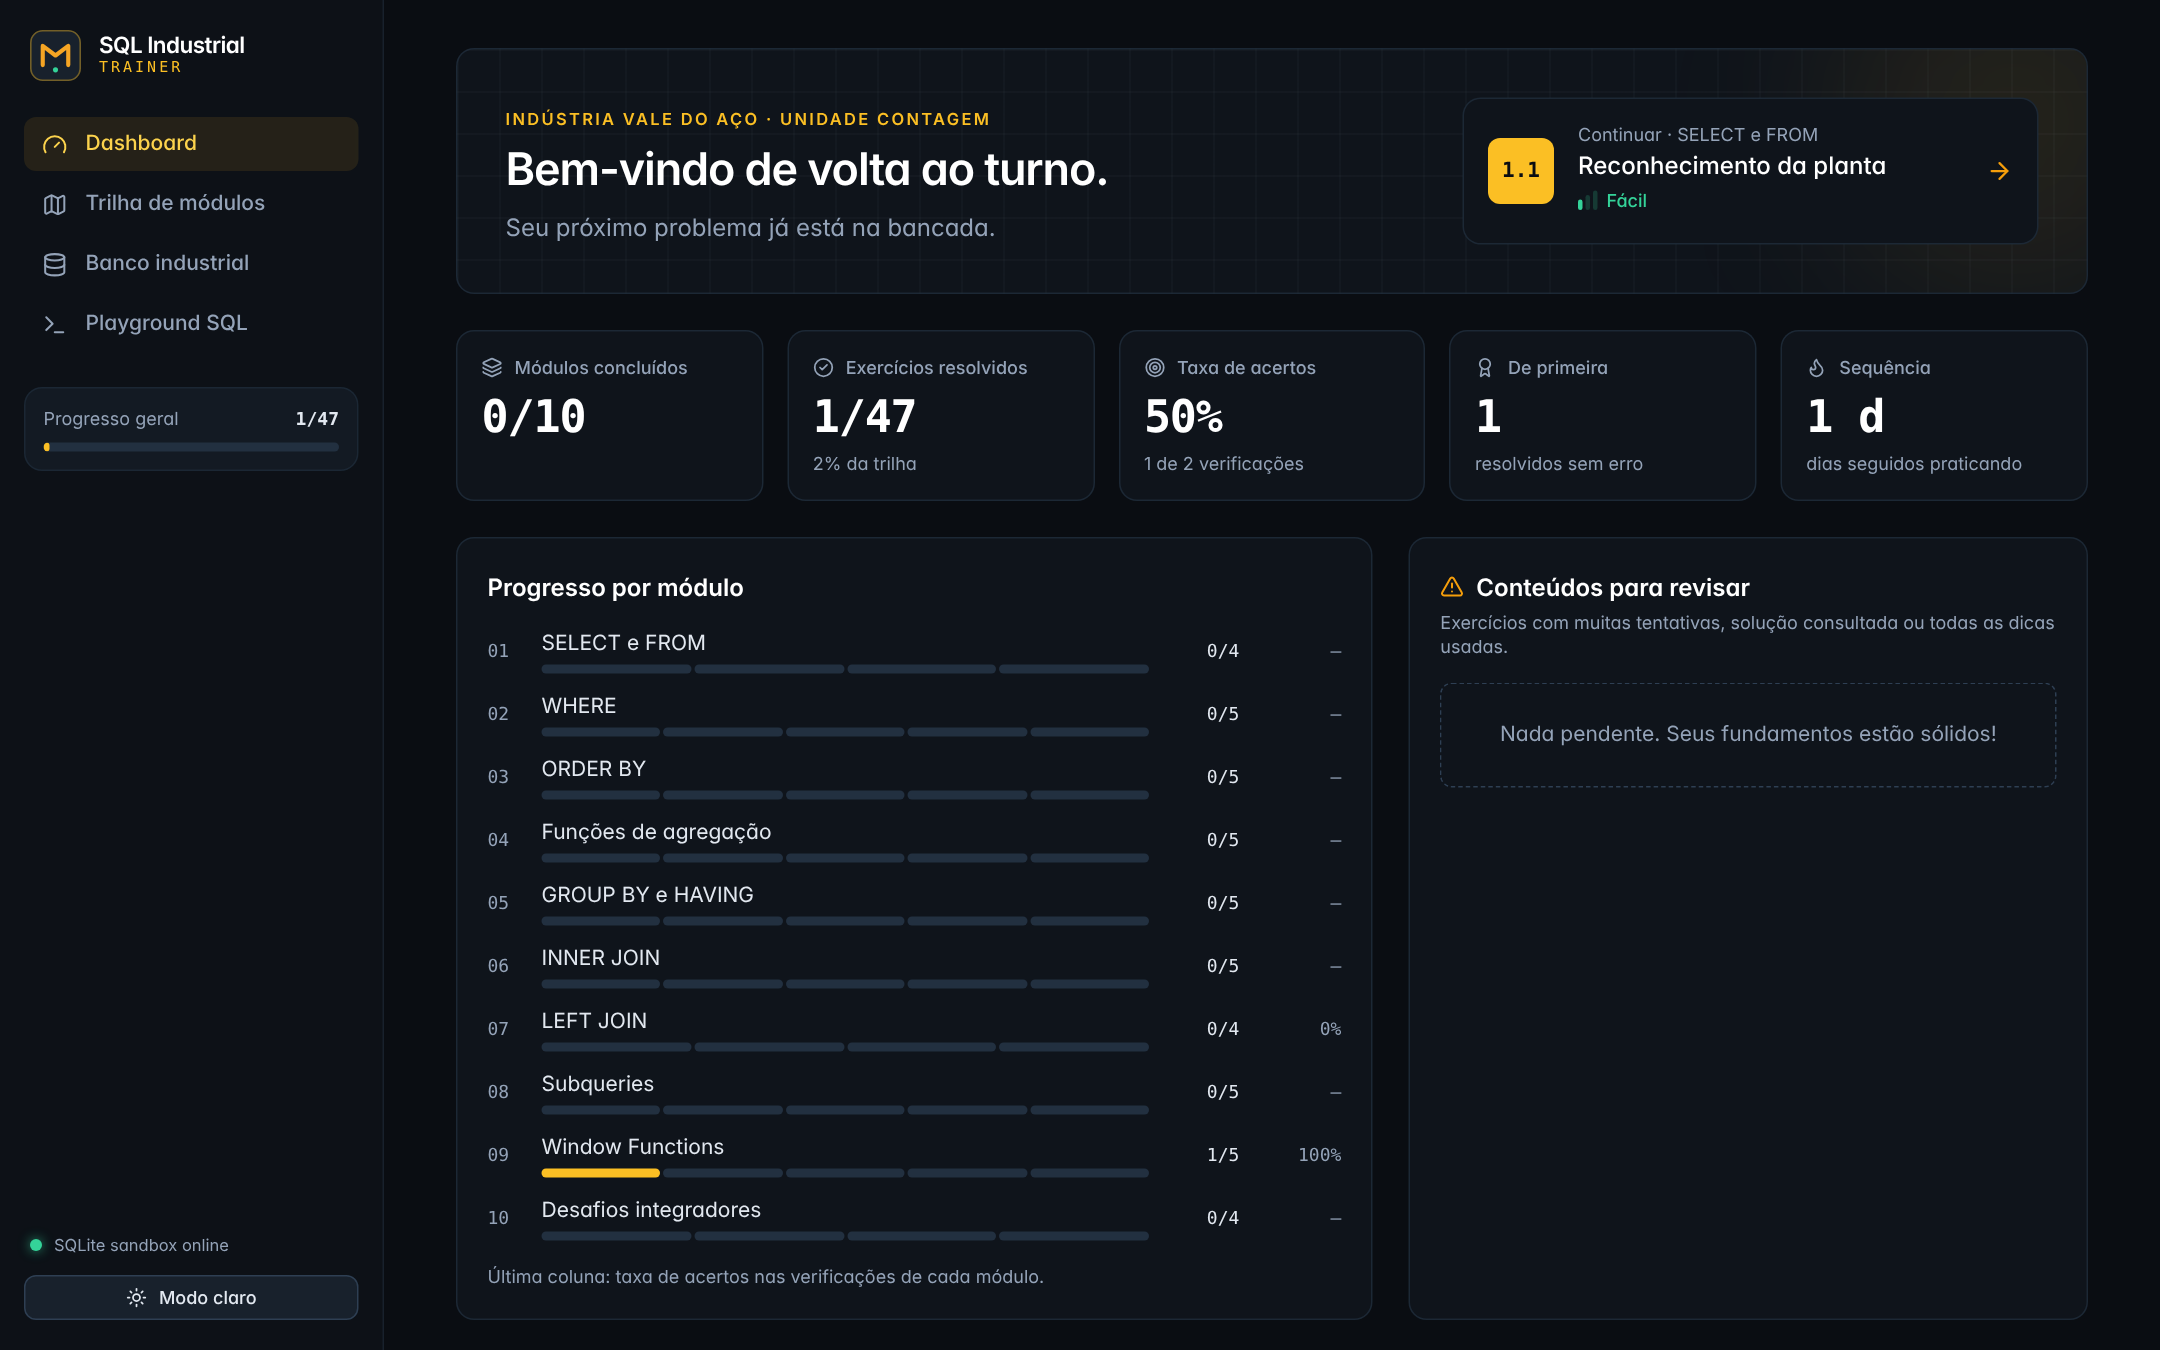 SQL Industrial
TRAINER
Dashboard
Trilha de módulos
Banco industrial
Playground SQL
Progresso geral 1/47
SQLite sandbox online
Modo claro
INDÚSTRIA VALE DO AÇO · UNIDADE CONTAGEM
Bem-vindo de volta ao turno.
Seu próximo problema já está na bancada.
1.1
Continuar · SELECT e FROM
Reconhecimento da planta
Fácil
Módulos concluídos
0/10
Exercícios resolvidos
1/47
2% da trilha
Taxa de acertos
50%
1 de 2 verificações
De primeira
1
resolvidos sem erro
Sequência
1 d
dias seguidos praticando
Progresso por módulo
01 SELECT e FROM 0/4 —
02 WHERE 0/5 —
03 ORDER BY 0/5 —
04 Funções de agregação 0/5 —
05 GROUP BY e HAVING 0/5 —
06 INNER JOIN 0/5 —
07 LEFT JOIN 0/4 0%
08 Subqueries 0/5 —
09 Window Functions 1/5 100%
10 Desafios integradores 0/4 —
Última coluna: taxa de acertos nas verificações de cada módulo.
Conteúdos para revisar
Exercícios com muitas tentativas, solução consultada ou todas as dicas
usadas.
Nada pendente. Seus fundamentos estão sólidos!